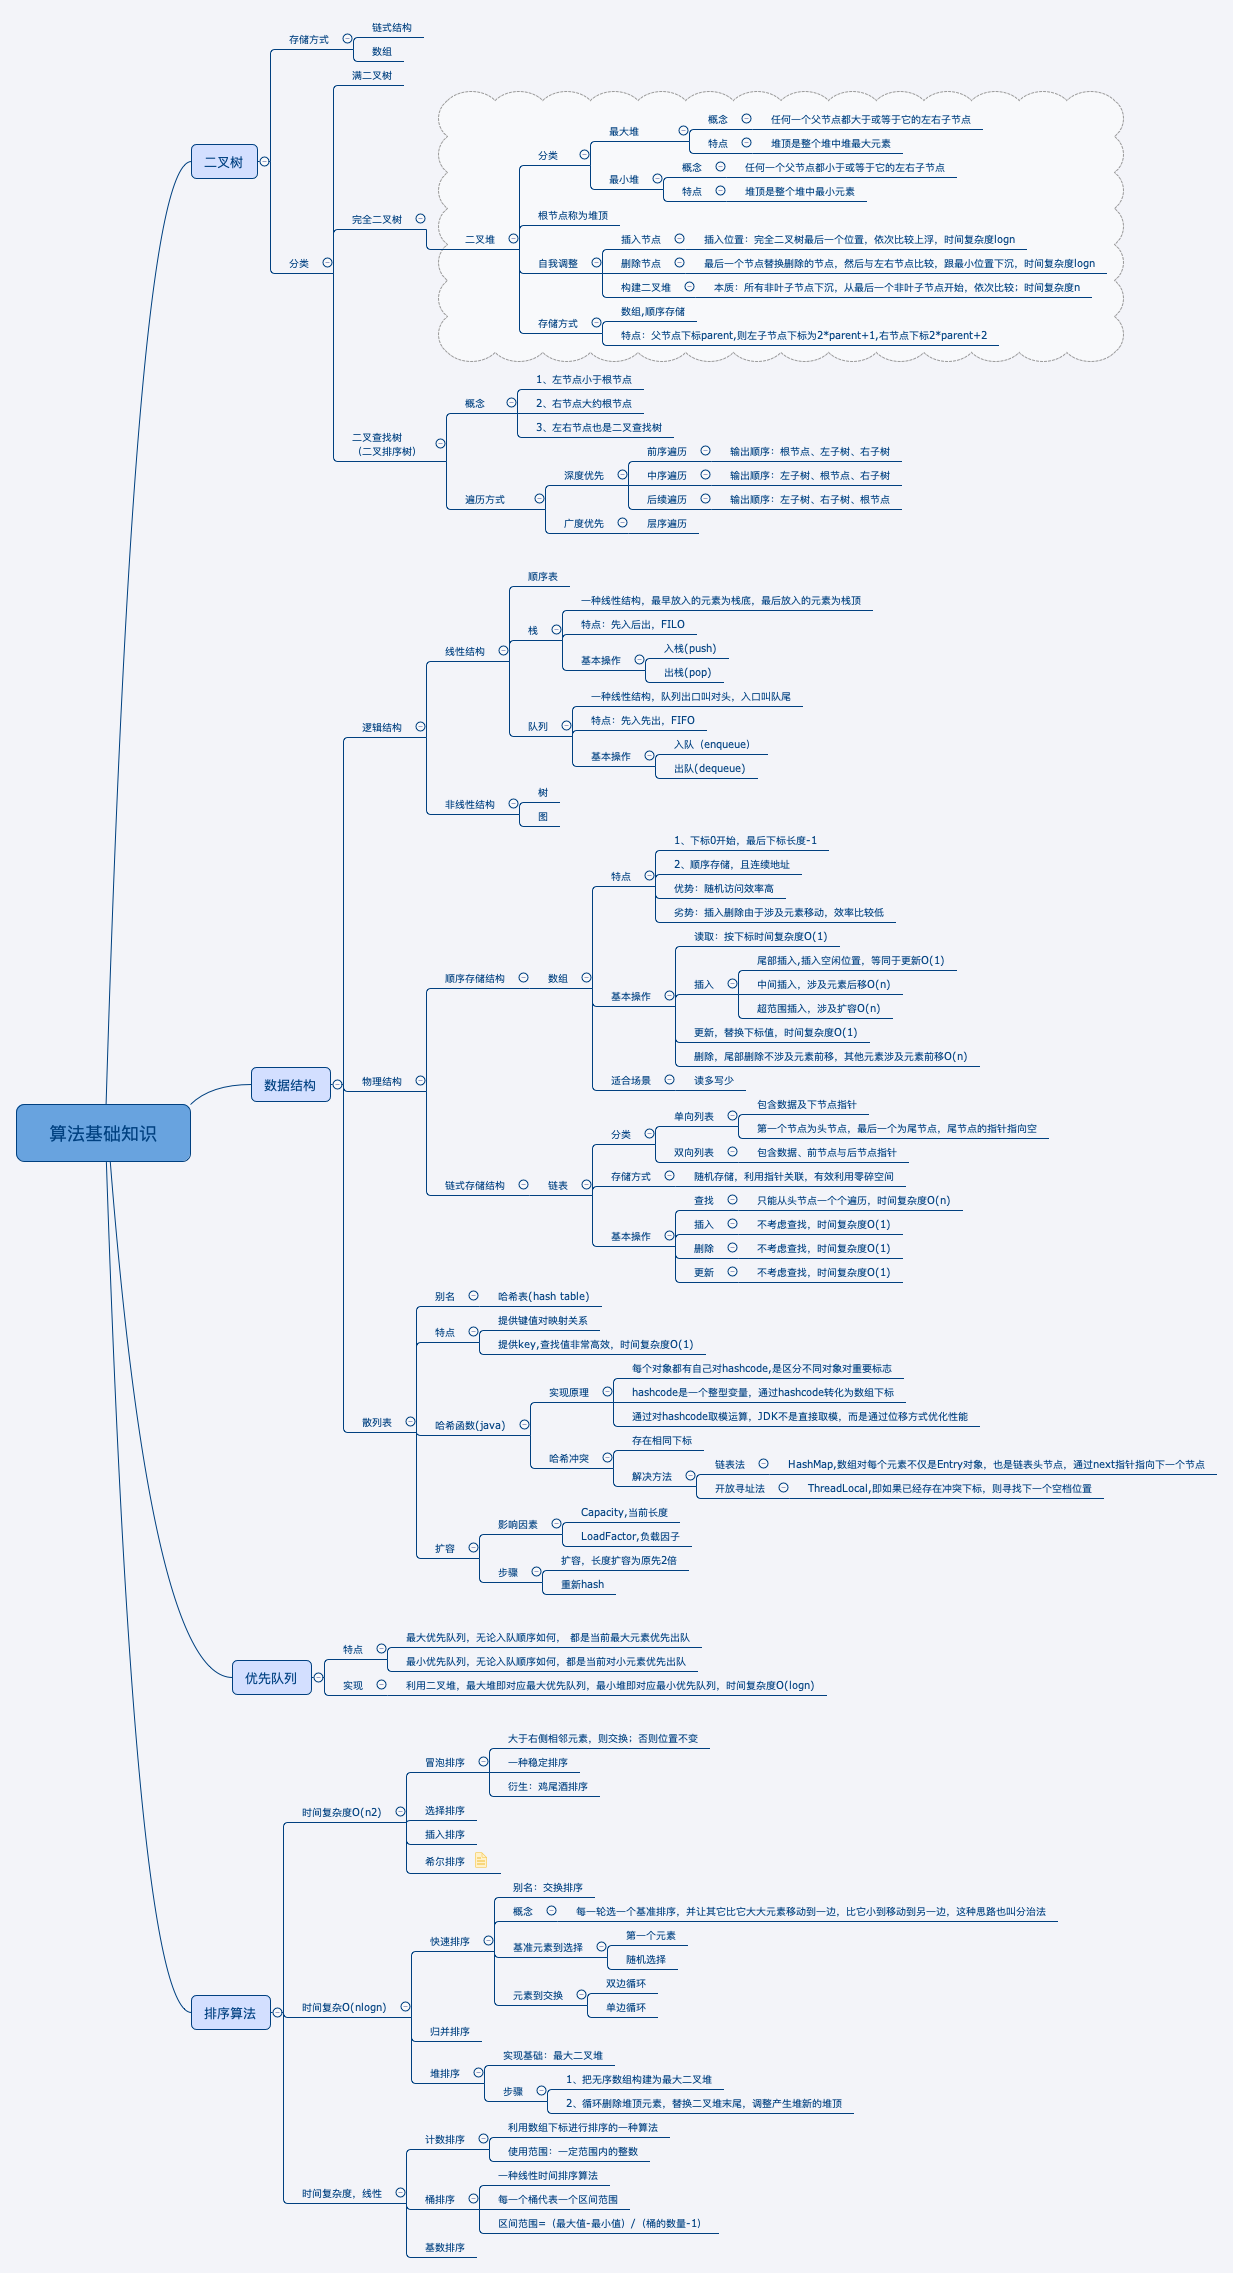 链式结构
存储方式
数组
满二叉树
概念 任何一个父节点都大于或等于它的左右子节点
最大堆
特点 堆顶是整个堆中堆最大元素
分类
概念 任何一个父节点都小于或等于它的左右子节点
最小堆
特点 堆顶是整个堆中最小元素
二叉树
完全二叉树
根节点称为堆顶
二叉堆
插入节点 插入位置：完全二叉树最后一个位置，依次比较上浮，时间复杂度logn
分类
自我调整
删除节点 最后一个节点替换删除的节点，然后与左右节点比较，跟最小位置下沉，时间复杂度logn
构建二叉堆 本质：所有非叶子节点下沉，从最后一个非叶子节点开始，依次比较；时间复杂度n
数组,顺序存储
存储方式
特点：父节点下标parent,则左子节点下标为2*parent+1,右节点下标2*parent+2
1、左节点小于根节点
概念
2、右节点大约根节点
3、左右节点也是二叉查找树
二叉查找树
（二叉排序树）
前序遍历 输出顺序：根节点、左子树、右子树
深度优先
中序遍历 输出顺序：左子树、根节点、右子树
遍历方式
后续遍历 输出顺序：左子树、右子树、根节点
广度优先 层序遍历
顺序表
一种线性结构，最早放入的元素为栈底，最后放入的元素为栈顶
栈
特点：先入后出，FILO
线性结构
入栈(push)
基本操作
出栈(pop)
一种线性结构，队列出口叫对头，入口叫队尾
逻辑结构
队列
特点：先入先出，FIFO
入队（enqueue)
基本操作
出队(dequeue)
树
非线性结构
图
1、下标0开始，最后下标长度-1
2、顺序存储，且连续地址
特点
优势：随机访问效率高
劣势：插入删除由于涉及元素移动，效率比较低
读取：按下标时间复杂度O(1)
尾部插入,插入空闲位置，等同于更新O(1)
顺序存储结构 数组
插入
中间插入，涉及元素后移O(n)
基本操作
超范围插入，涉及扩容O(n)
更新，替换下标值，时间复杂度O(1)
删除，尾部删除不涉及元素前移，其他元素涉及元素前移O(n)
数据结构
物理结构
适合场景 读多写少
包含数据及下节点指针
单向列表
第一个节点为头节点，最后一个为尾节点，尾节点的指针指向空
分类
双向列表 包含数据、前节点与后节点指针
算法基础知识
存储方式 随机存储，利用指针关联，有效利用零碎空间
链式存储结构 链表
查找 只能从头节点一个个遍历，时间复杂度O(n)
插入 不考虑查找，时间复杂度O(1)
基本操作
删除 不考虑查找，时间复杂度O(1)
更新 不考虑查找，时间复杂度O(1)
别名 哈希表(hash table)
提供键值对映射关系
特点
提供key,查找值非常高效，时间复杂度O(1)
每个对象都有自己对hashcode,是区分不同对象对重要标志
实现原理
hashcode是一个整型变量，通过hashcode转化为数组下标
通过对hashcode取模运算，JDK不是直接取模，而是通过位移方式优化性能
散列表
哈希函数(java)
存在相同下标
哈希冲突
链表法 HashMap,数组对每个元素不仅是Entry对象，也是链表头节点，通过next指针指向下一个节点
解决方法
开放寻址法 ThreadLocal,即如果已经存在冲突下标，则寻找下一个空档位置
Capacity,当前长度
影响因素
LoadFactor,负载因子
扩容
扩容，长度扩容为原先2倍
步骤
重新hash
最大优先队列，无论入队顺序如何， 都是当前最大元素优先出队
特点
最小优先队列，无论入队顺序如何，都是当前对小元素优先出队
优先队列
实现 利用二叉堆，最大堆即对应最大优先队列，最小堆即对应最小优先队列，时间复杂度O(logn)
大于右侧相邻元素，则交换；否则位置不变
冒泡排序
一种稳定排序
衍生：鸡尾酒排序
时间复杂度O(n2)
选择排序
插入排序
希尔排序
别名：交换排序
概念 每一轮选一个基准排序，并让其它比它大大元素移动到一边，比它小到移动到另一边，这种思路也叫分治法
快速排序
第一个元素
基准元素到选择
随机选择
双边循环
元素到交换
单边循环
排序算法
时间复杂O(nlogn)
归并排序
实现基础：最大二叉堆
堆排序
1、把无序数组构建为最大二叉堆
步骤
2、循环删除堆顶元素，替换二叉堆末尾，调整产生堆新的堆顶
利用数组下标进行排序的一种算法
计数排序
使用范围：一定范围内的整数
一种线性时间排序算法
时间复杂度，线性
桶排序
每一个桶代表一个区间范围
区间范围=（最大值-最小值）/（桶的数量-1）
基数排序